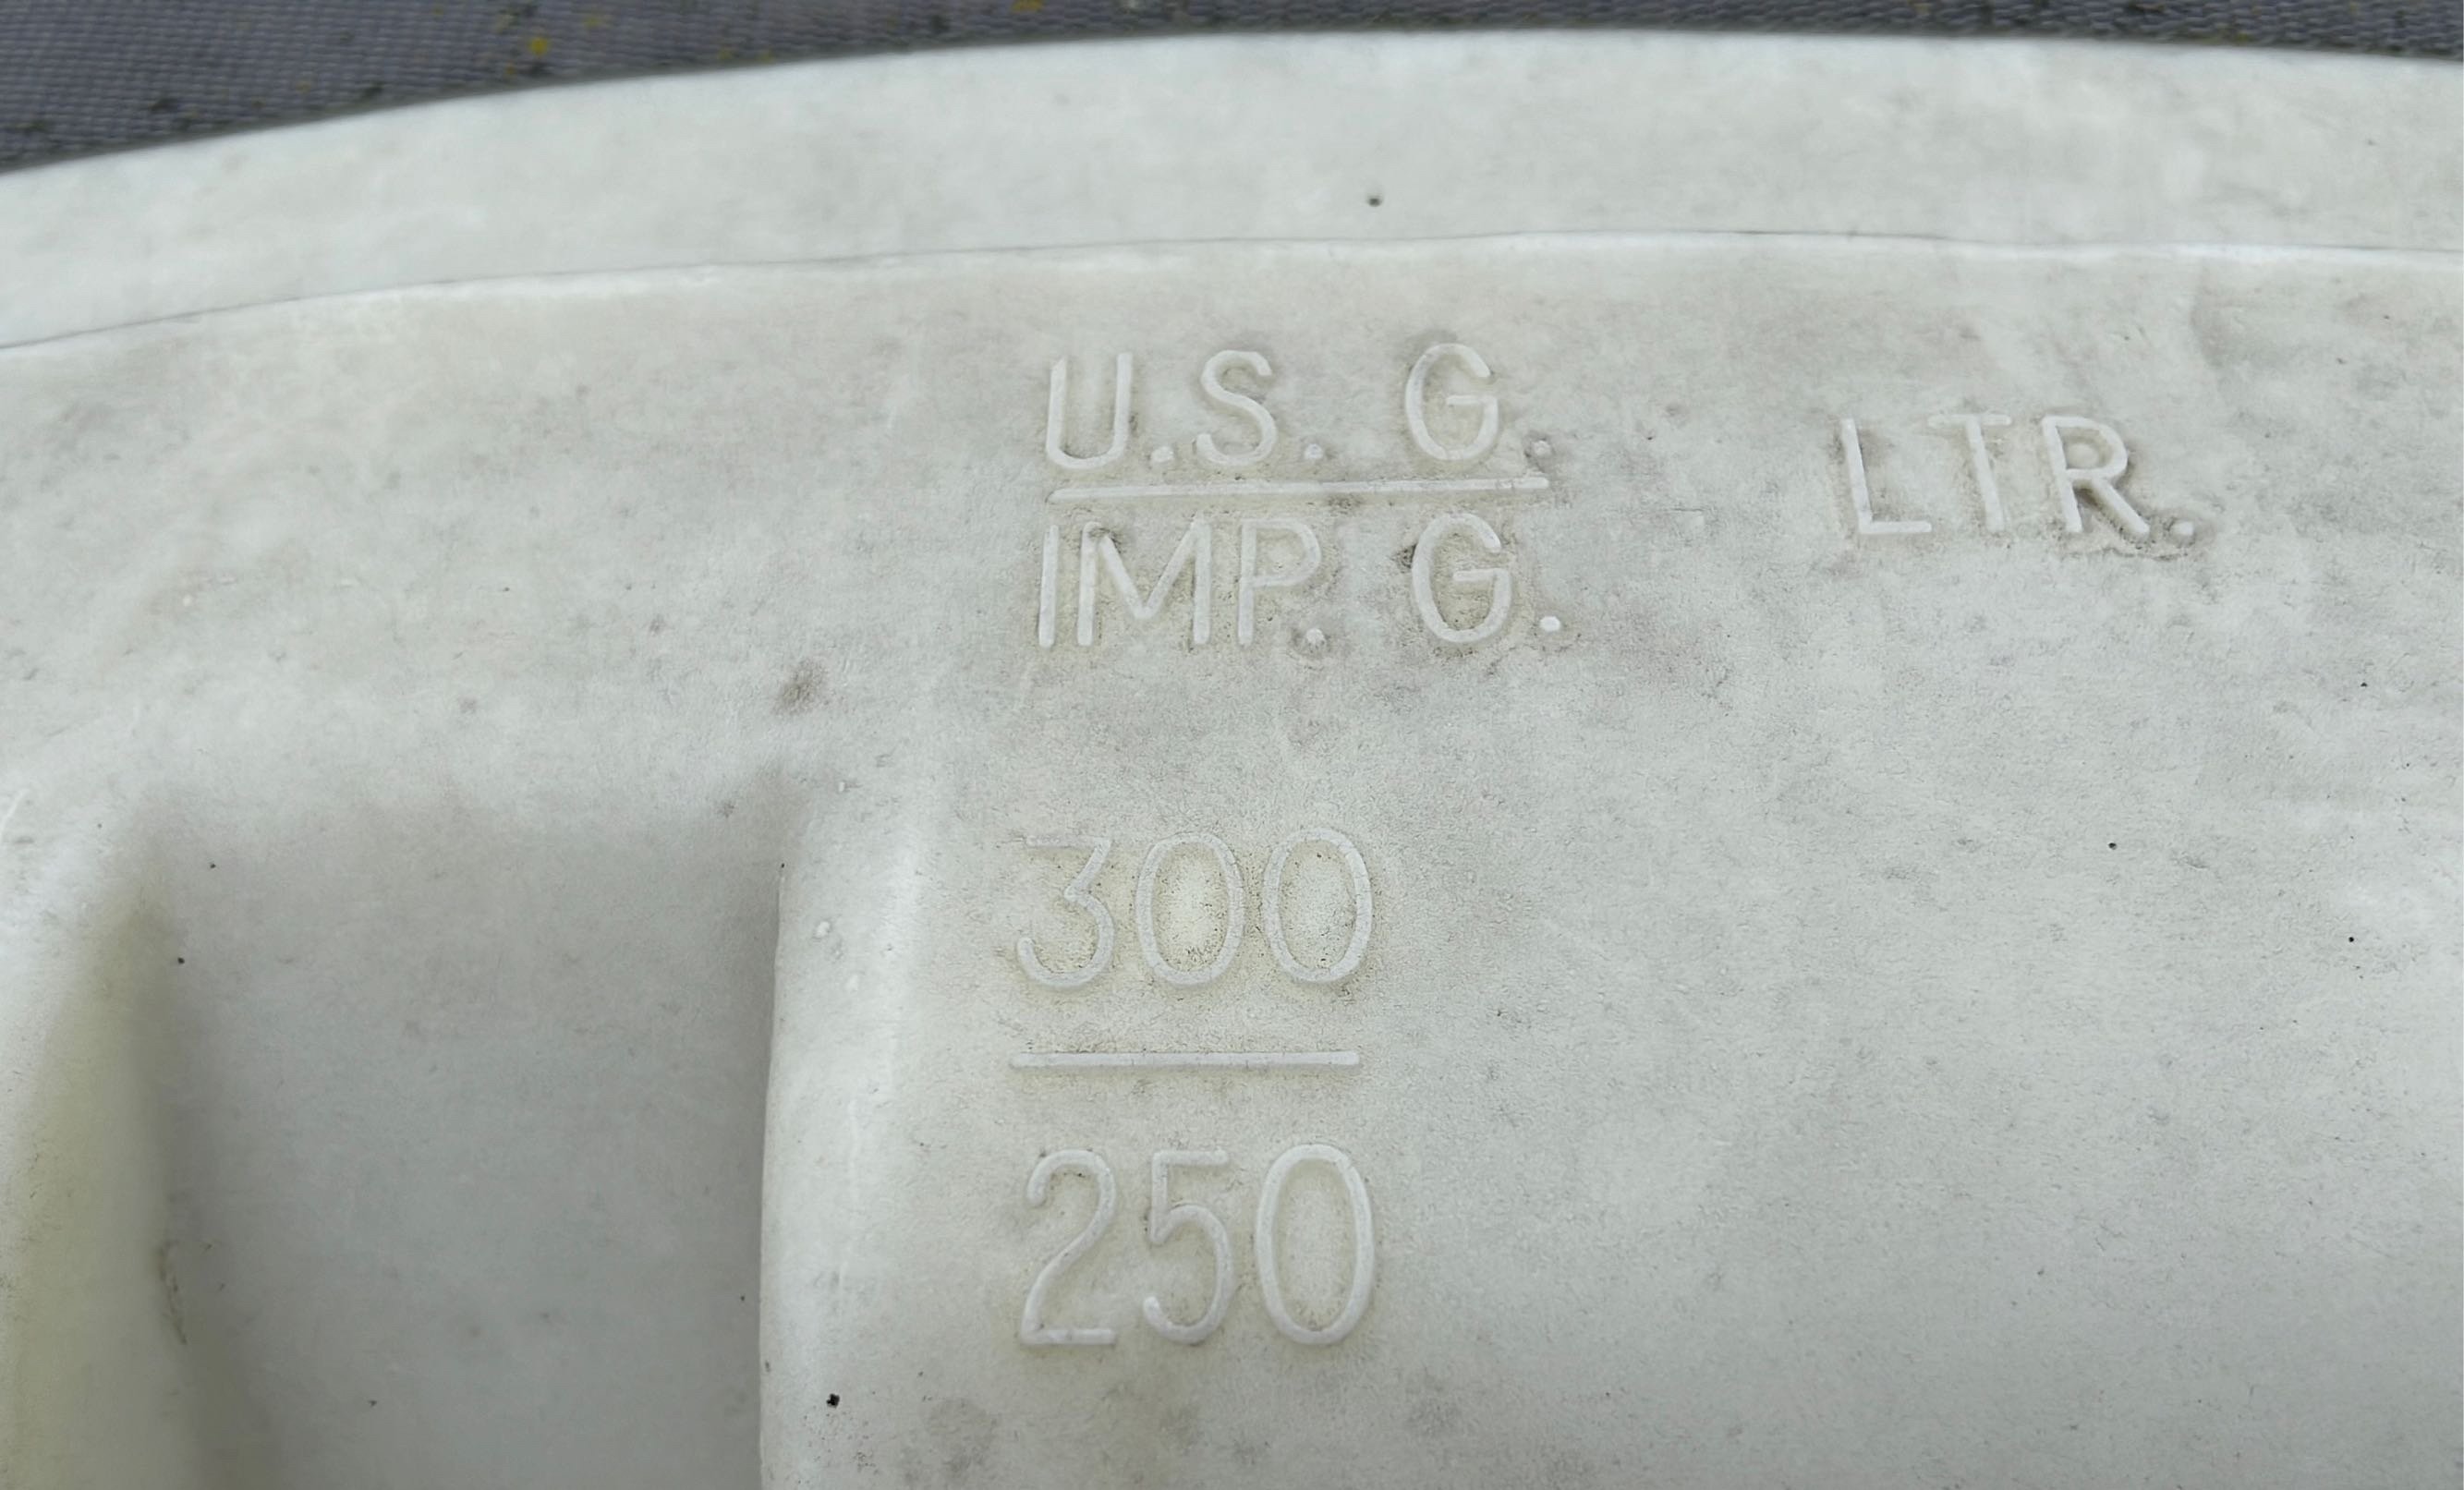 U.S. G. LTR.
IMP. G.
300
250